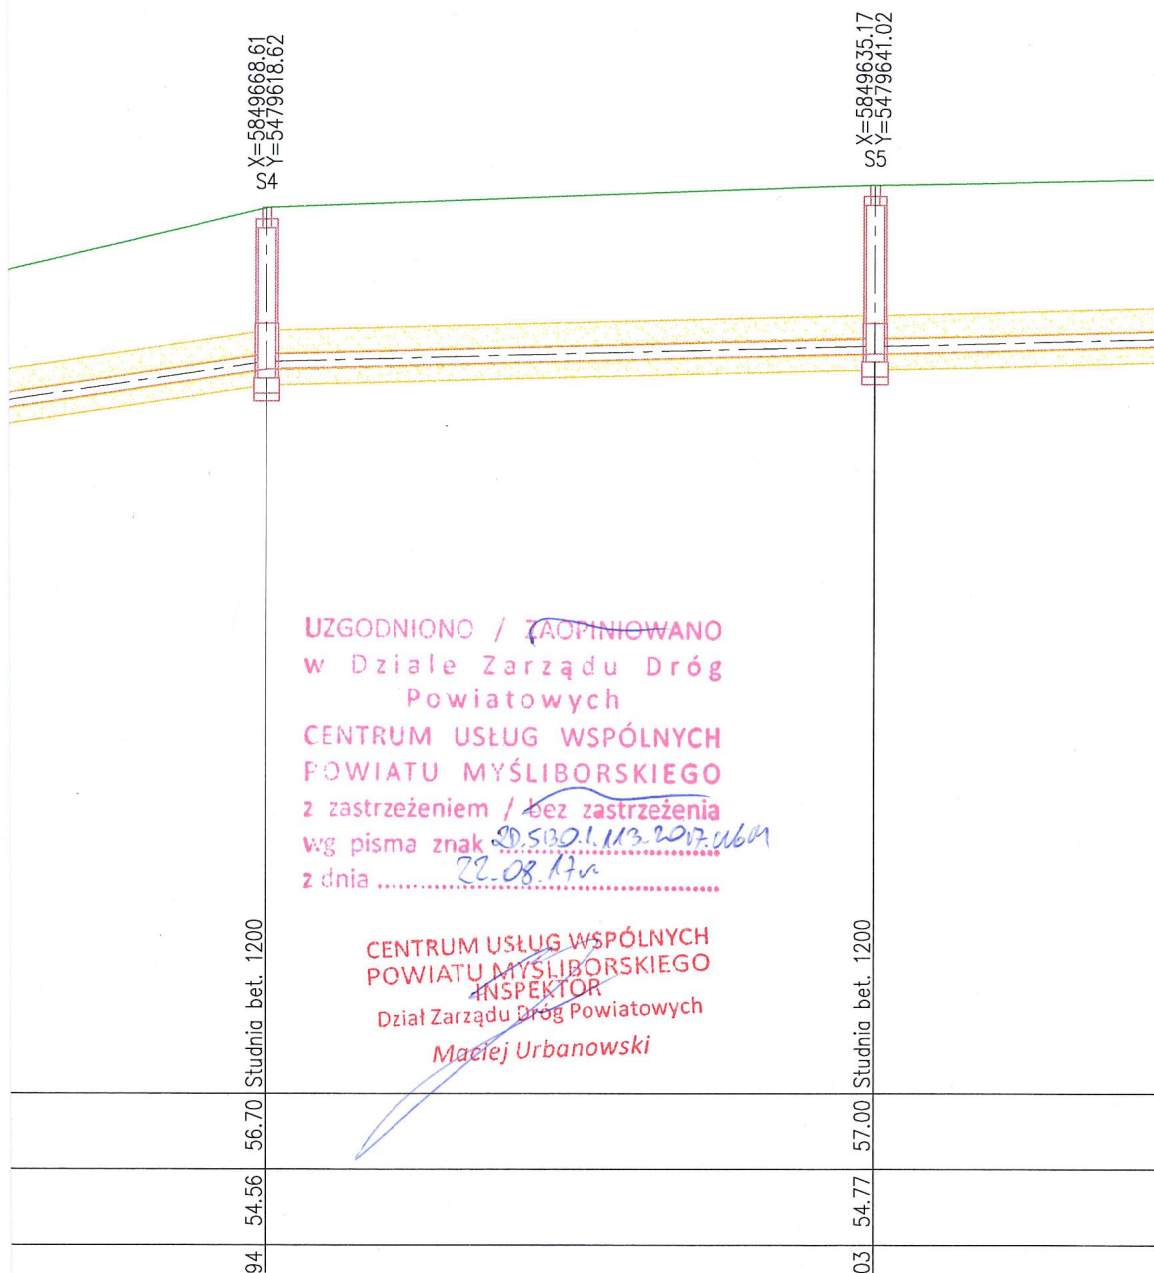 X=5849668.61
Y=5479618.62
S4
X=5849635.17
Y=5479641.02
S5
UZGODNIONO / ZAOPINIOWANO
w Dziale Zarządu Dróg
Powiatowych
CENTRUM USŁUG WSPÓLNYCH
POWIATU MYŚLIBORSKIEGO
z zastrzeżeniem / bez zastrzeżenia
wg pisma znak
z dnia 22.08.17r
CENTRUM USŁUG WSPÓLNYCH
POWIATU MYŚLIBORSKIEGO
INSPEKTOR
Dział Zarządu Dróg Powiatowych
Maciej Urbanowski
Studnia bet. 1200
Studnia bet. 1200
56.70
57.00
54.56
54.77
94
03